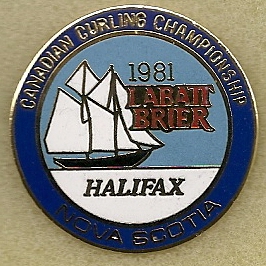 CANADIAN CURLING CHAMPIONSHIP
1981
LABATT
BRIER
HALIFAX
NOVA SCOTIA